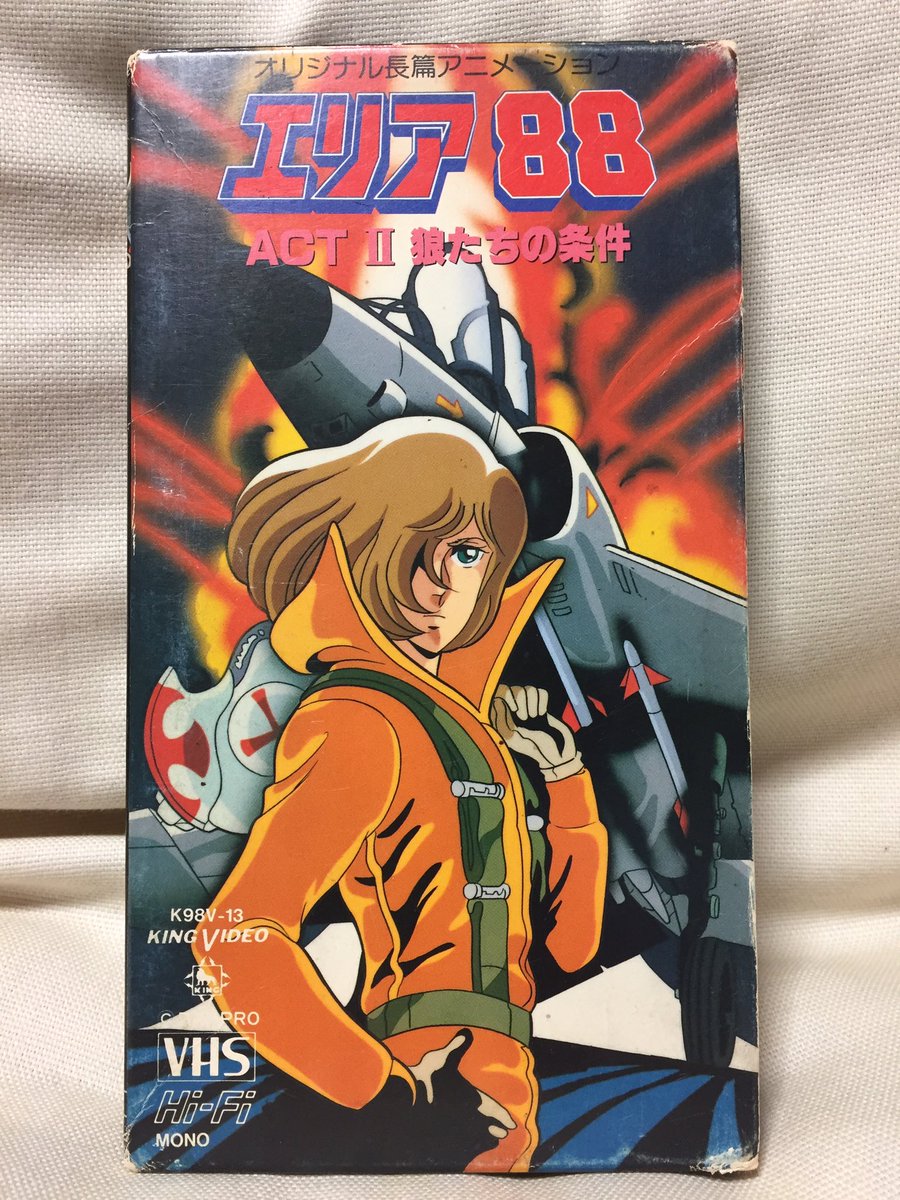 オリジナル長篇アニメーション
エリア88
ACT Ⅱ 狼たちの条件
K98V-13
KING VIDEO
KING
PRO
VHS
Hi-Fi
MONO